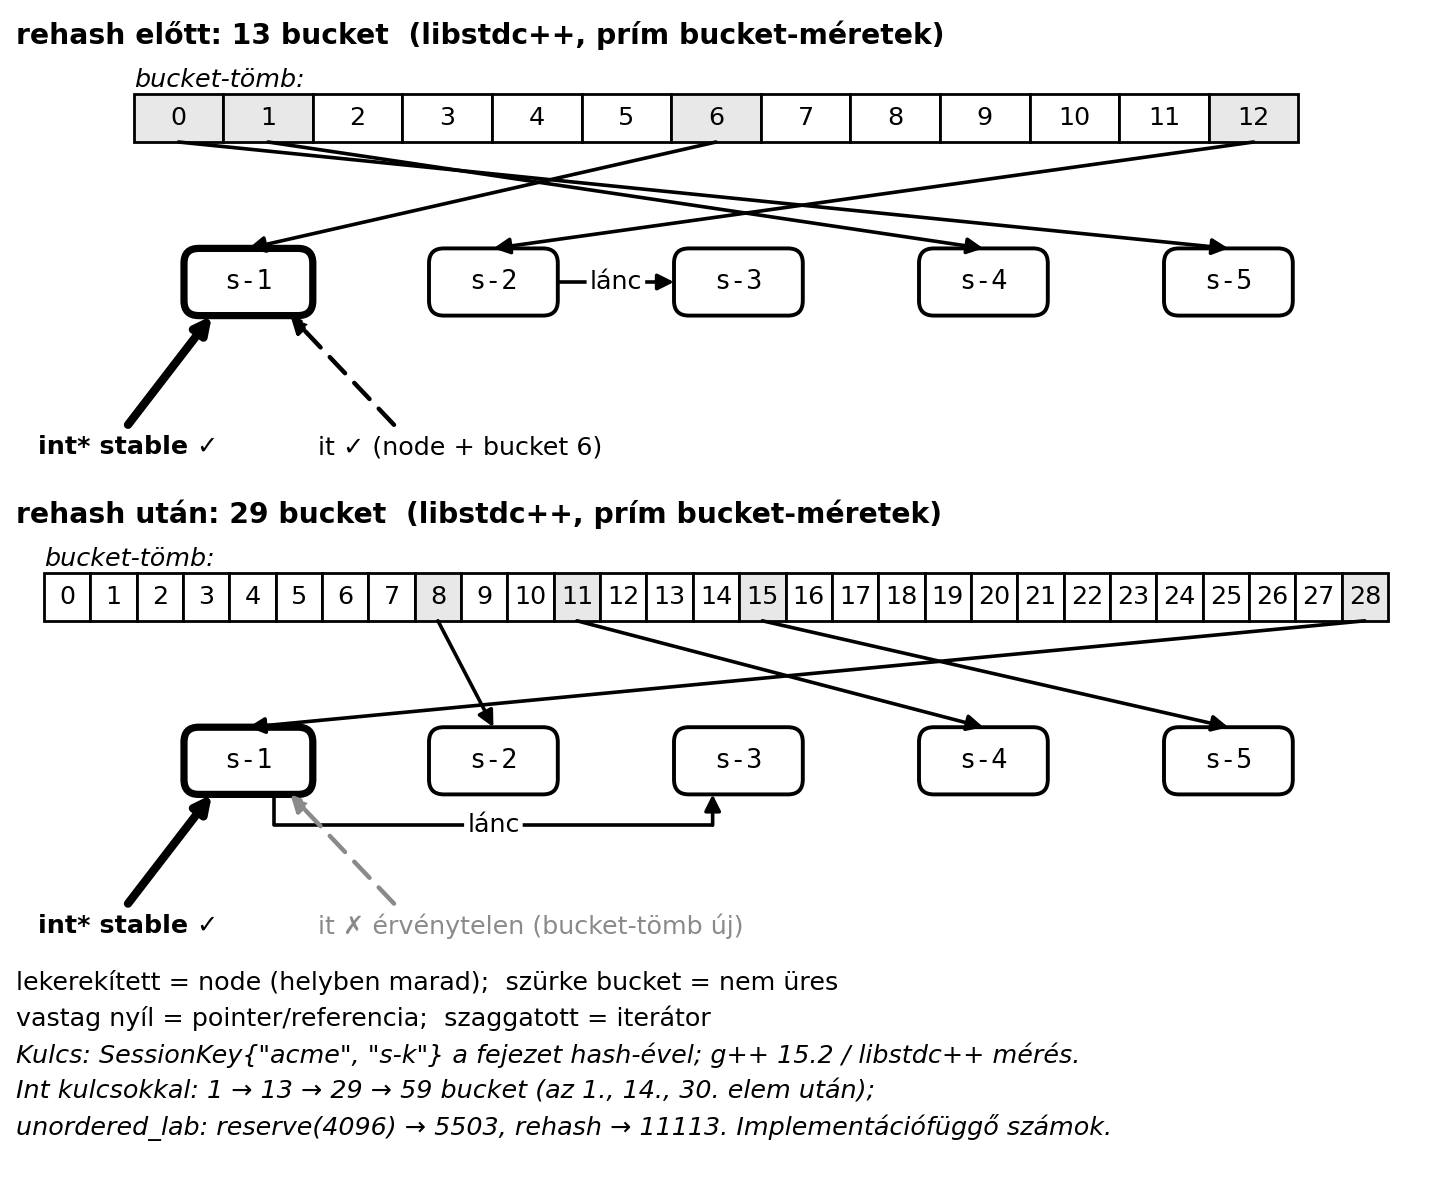 rehash előtt: 13 bucket  (libstdc++, prím bucket-méretek)
bucket-tömb:
0 1 2 3 4 5 6 7 8 9 10 11 12
s-1 s-2 lánc s-3 s-4 s-5
int* stable ✓ it ✓ (node + bucket 6)
rehash után: 29 bucket  (libstdc++, prím bucket-méretek)
bucket-tömb:
0 1 2 3 4 5 6 7 8 9 10 11 12 13 14 15 16 17 18 19 20 21 22 23 24 25 26 27 28
s-1 s-2 s-3 s-4 s-5
lánc
int* stable ✓ it ✗ érvénytelen (bucket-tömb új)
lekerekített = node (helyben marad);  szürke bucket = nem üres
vastag nyíl = pointer/referencia;  szaggatott = iterátor
Kulcs: SessionKey{"acme", "s-k"} a fejezet hash-ével; g++ 15.2 / libstdc++ mérés.
Int kulcsokkal: 1 → 13 → 29 → 59 bucket (az 1., 14., 30. elem után);
unordered_lab: reserve(4096) → 5503, rehash → 11113. Implementációfüggő számok.